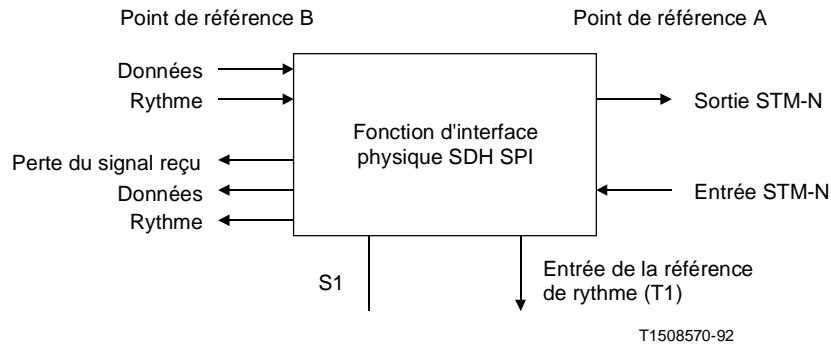 Point de référence B
Point de référence A
Données
Rythme
Sortie STM-N
Fonction d'interface
physique SDH SPI
Perte du signal reçu
Données
Entrée STM-N
Rythme
S1
Entrée de la référence
de rythme (T1)
T1508570-92